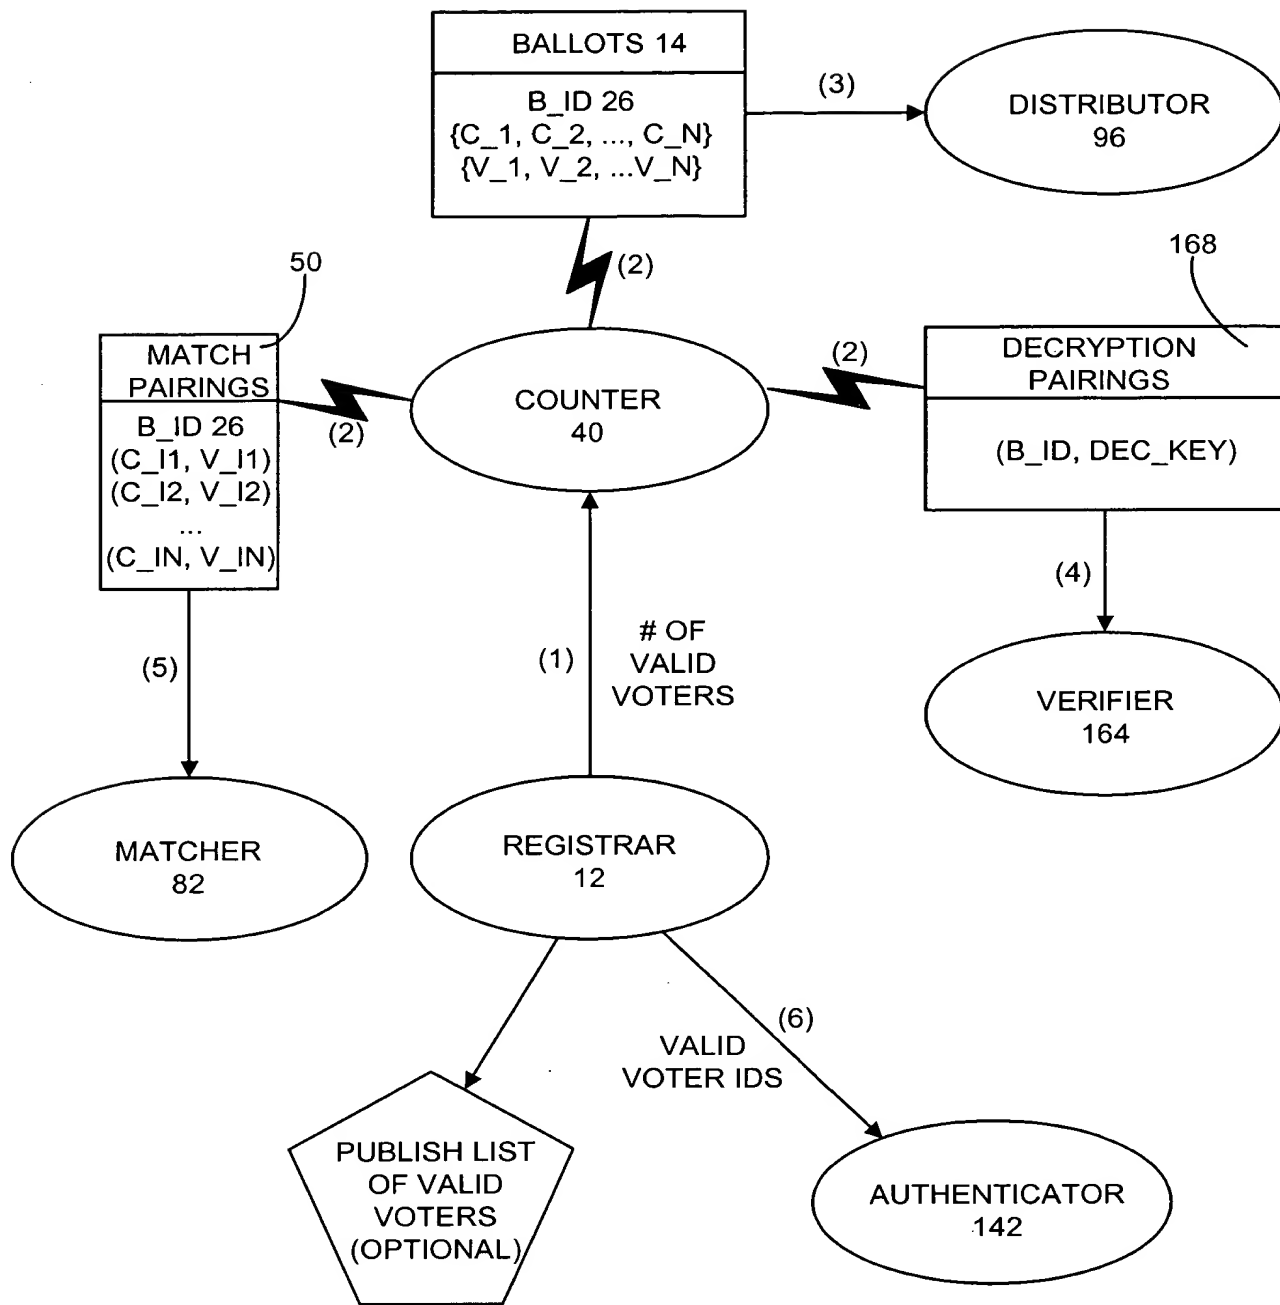 BALLOTS 14
B_ID 26
{C_1, C_2, ..., C_N}
{V_1, V_2, ...V_N}
(3)
DISTRIBUTOR
96
(2)
50
168
MATCH
PAIRINGS
B_ID 26
(C_I1, V_I1)
(C_I2, V_I2)
...
(C_IN, V_IN)
(2)
COUNTER
40
(2)
DECRYPTION
PAIRINGS
(B_ID, DEC_KEY)
(4)
(5)
(1)
# OF
VALID
VOTERS
VERIFIER
164
MATCHER
82
REGISTRAR
12
(6)
VALID
VOTER IDS
PUBLISH LIST
OF VALID
VOTERS
(OPTIONAL)
AUTHENTICATOR
142